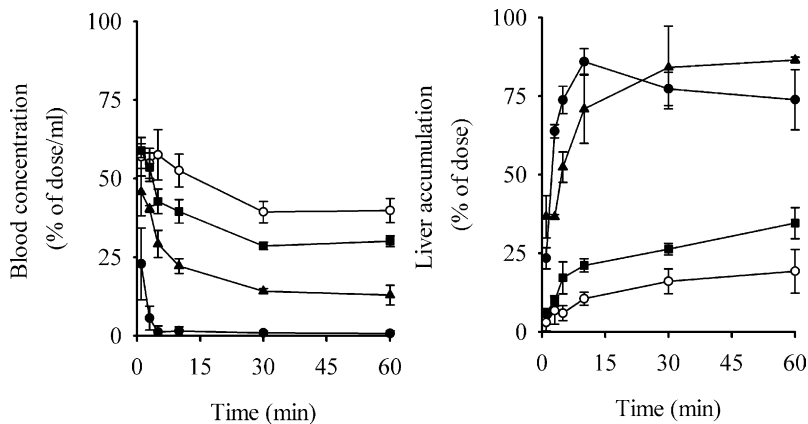 Blood concentration
(% of dose/ml)
100
75
50
25
0
0 15 30 45 60
Time (min)
Liver accumulation
(% of dose)
100
75
50
25
0
0 15 30 45 60
Time (min)